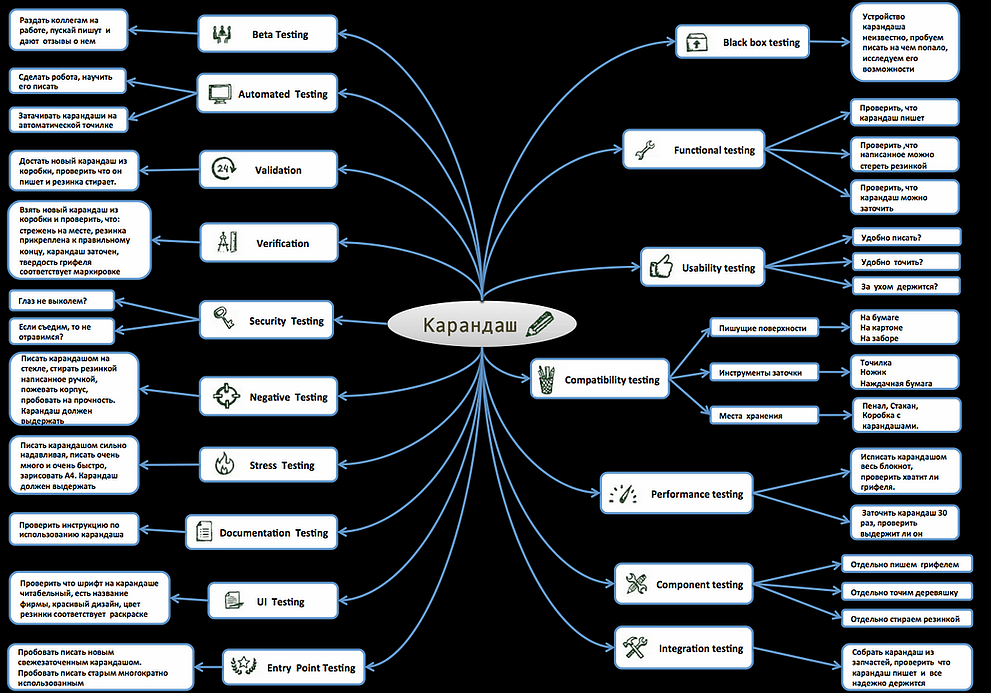 Карандаш
Beta Testing
Раздать коллегам на
работе, пускай пишут и
дают отзывы о нем
Automated Testing
Сделать робота, научить
его писать
Затачивать карандаши на
автоматической точилке
Validation
Достать новый карандаш из
коробки, проверить что он
пишет и резинка стирает.
Verification
Взять новый карандаш из
коробки и проверить, что:
стрежень на месте, резинка
прикреплена к правильному
концу, карандаш заточен,
твердость грифеля
соответствует маркировке
Security Testing
Глаз не выколем?
Если съедим, то не
отравимся?
Negative Testing
Писать карандашом на
стекле, стирать резинкой
написанное ручкой,
пожевать корпус,
пробовать на прочность.
Карандаш должен
выдержать
Stress Testing
Писать карандашом сильно
надавливая, писать очень
много и очень быстро,
зарисовать А4. Карандаш
должен выдержать
Documentation Testing
Проверить инструкцию по
использованию карандаша
UI Testing
Проверить что шрифт на карандаше
читабельный, есть название
фирмы, красивый дизайн, цвет
резинки соответствует раскраске
Entry Point Testing
Пробовать писать новым
свежезаточенным карандашом.
Пробовать писать старым многократно
использованным
Black box testing
Устройство
карандаша
неизвестно, пробуем
писать на чем попало,
исследуем его
возможности
Functional testing
Проверить, что
карандаш пишет
Проверить ,что
написанное можно
стереть резинкой
Проверить, что
карандаш можно
заточить
Usability testing
Удобно писать?
Удобно точить?
За ухом держится?
Compatibility testing
Пишущие поверхности
На бумаге
На картоне
На заборе
Инструменты заточки
Точилка
Ножик
Наждачная бумага
Места хранения
Пенал, Стакан,
Коробка с
карандашами.
Performance testing
Исписать карандашом
весь блокнот,
проверить хватит ли
грифеля.
Заточить карандаш 30
раз, проверить
выдержит ли он
Component testing
Отдельно пишем грифелем
Отдельно точим деревяшку
Отдельно стираем резинкой
Integration testing
Собрать карандаш из
запчастей, проверить что
карандаш пишет и все
надежно держится
24